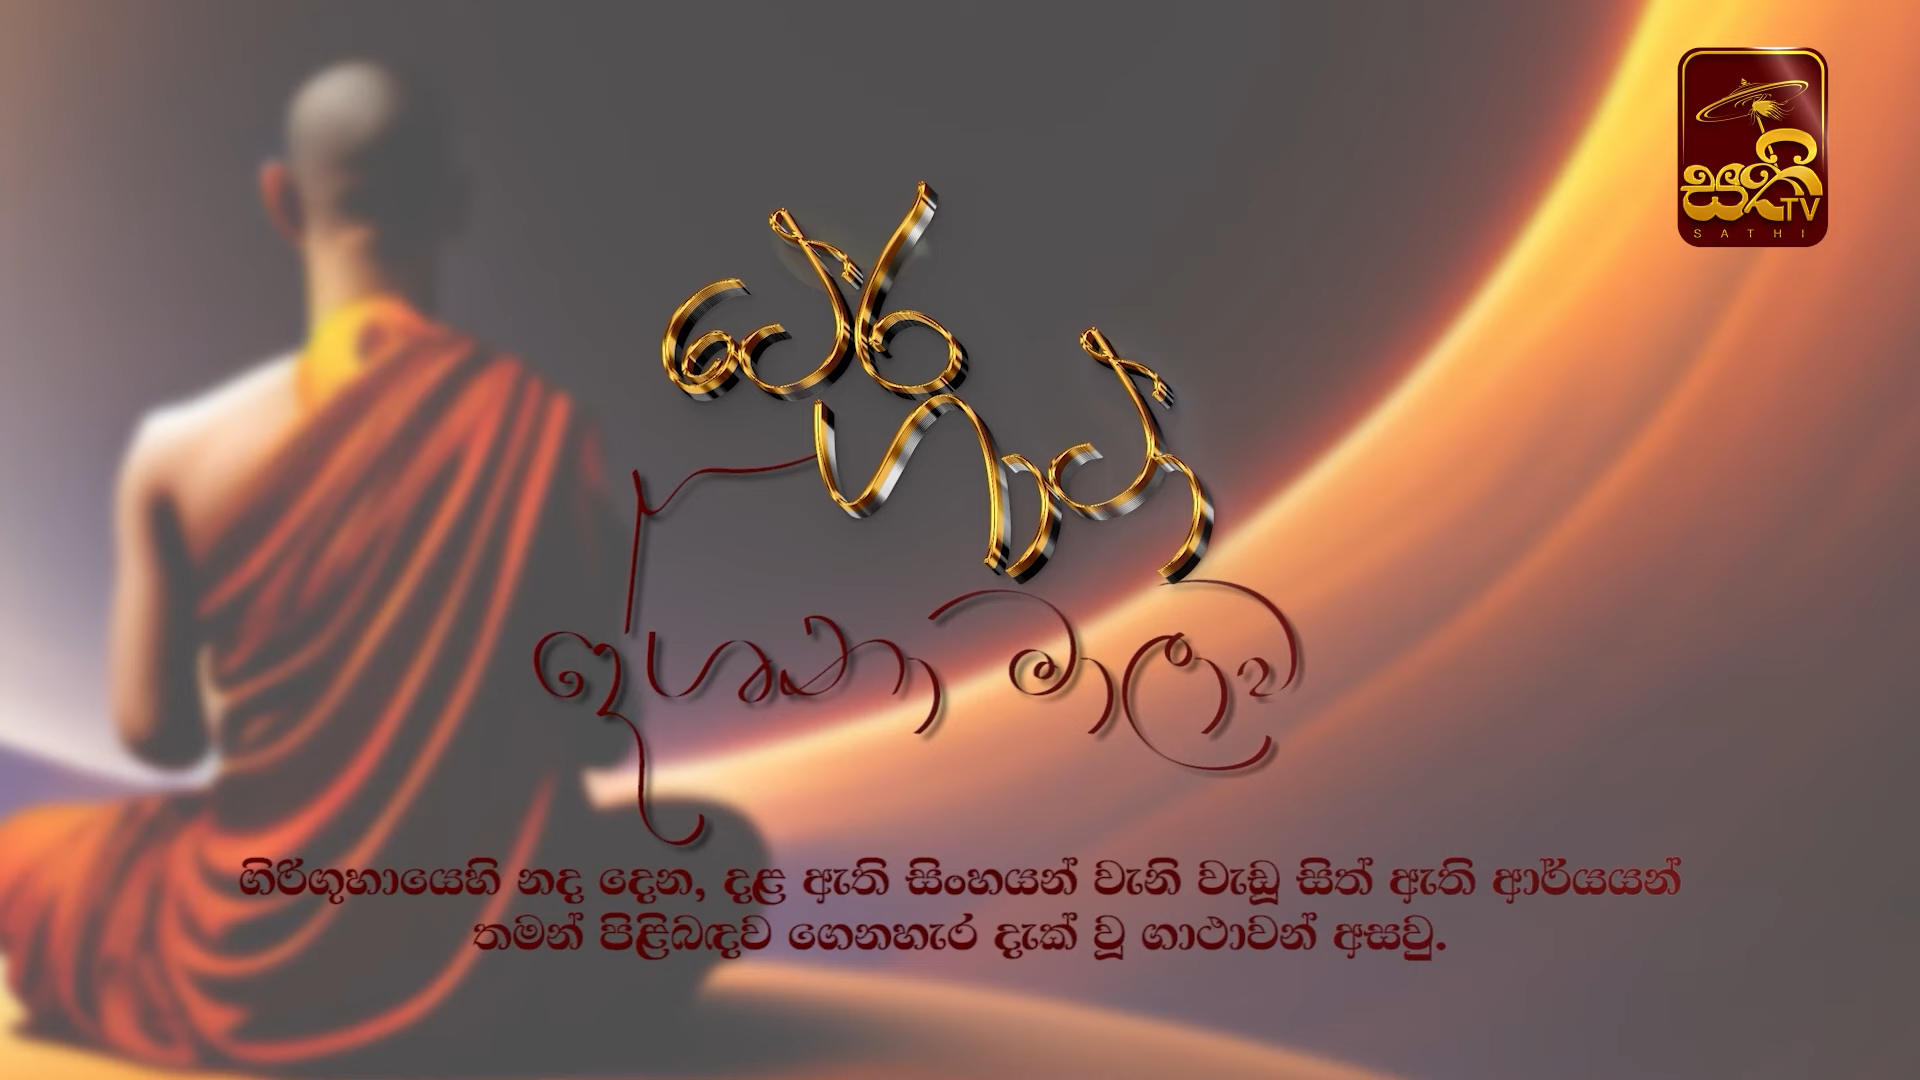 සති TV
SATHI
ථේර
ගාථා
දේශනා මාලාව
ගිරිගුහායෙහි නද දෙන, දළ ඇති සිංහයන් වැනි වැඩූ සිත් ඇති ආර්යයන්
තමන් පිළිබඳව ගෙනහැර දැක් වූ ගාථාවන් අසවු.